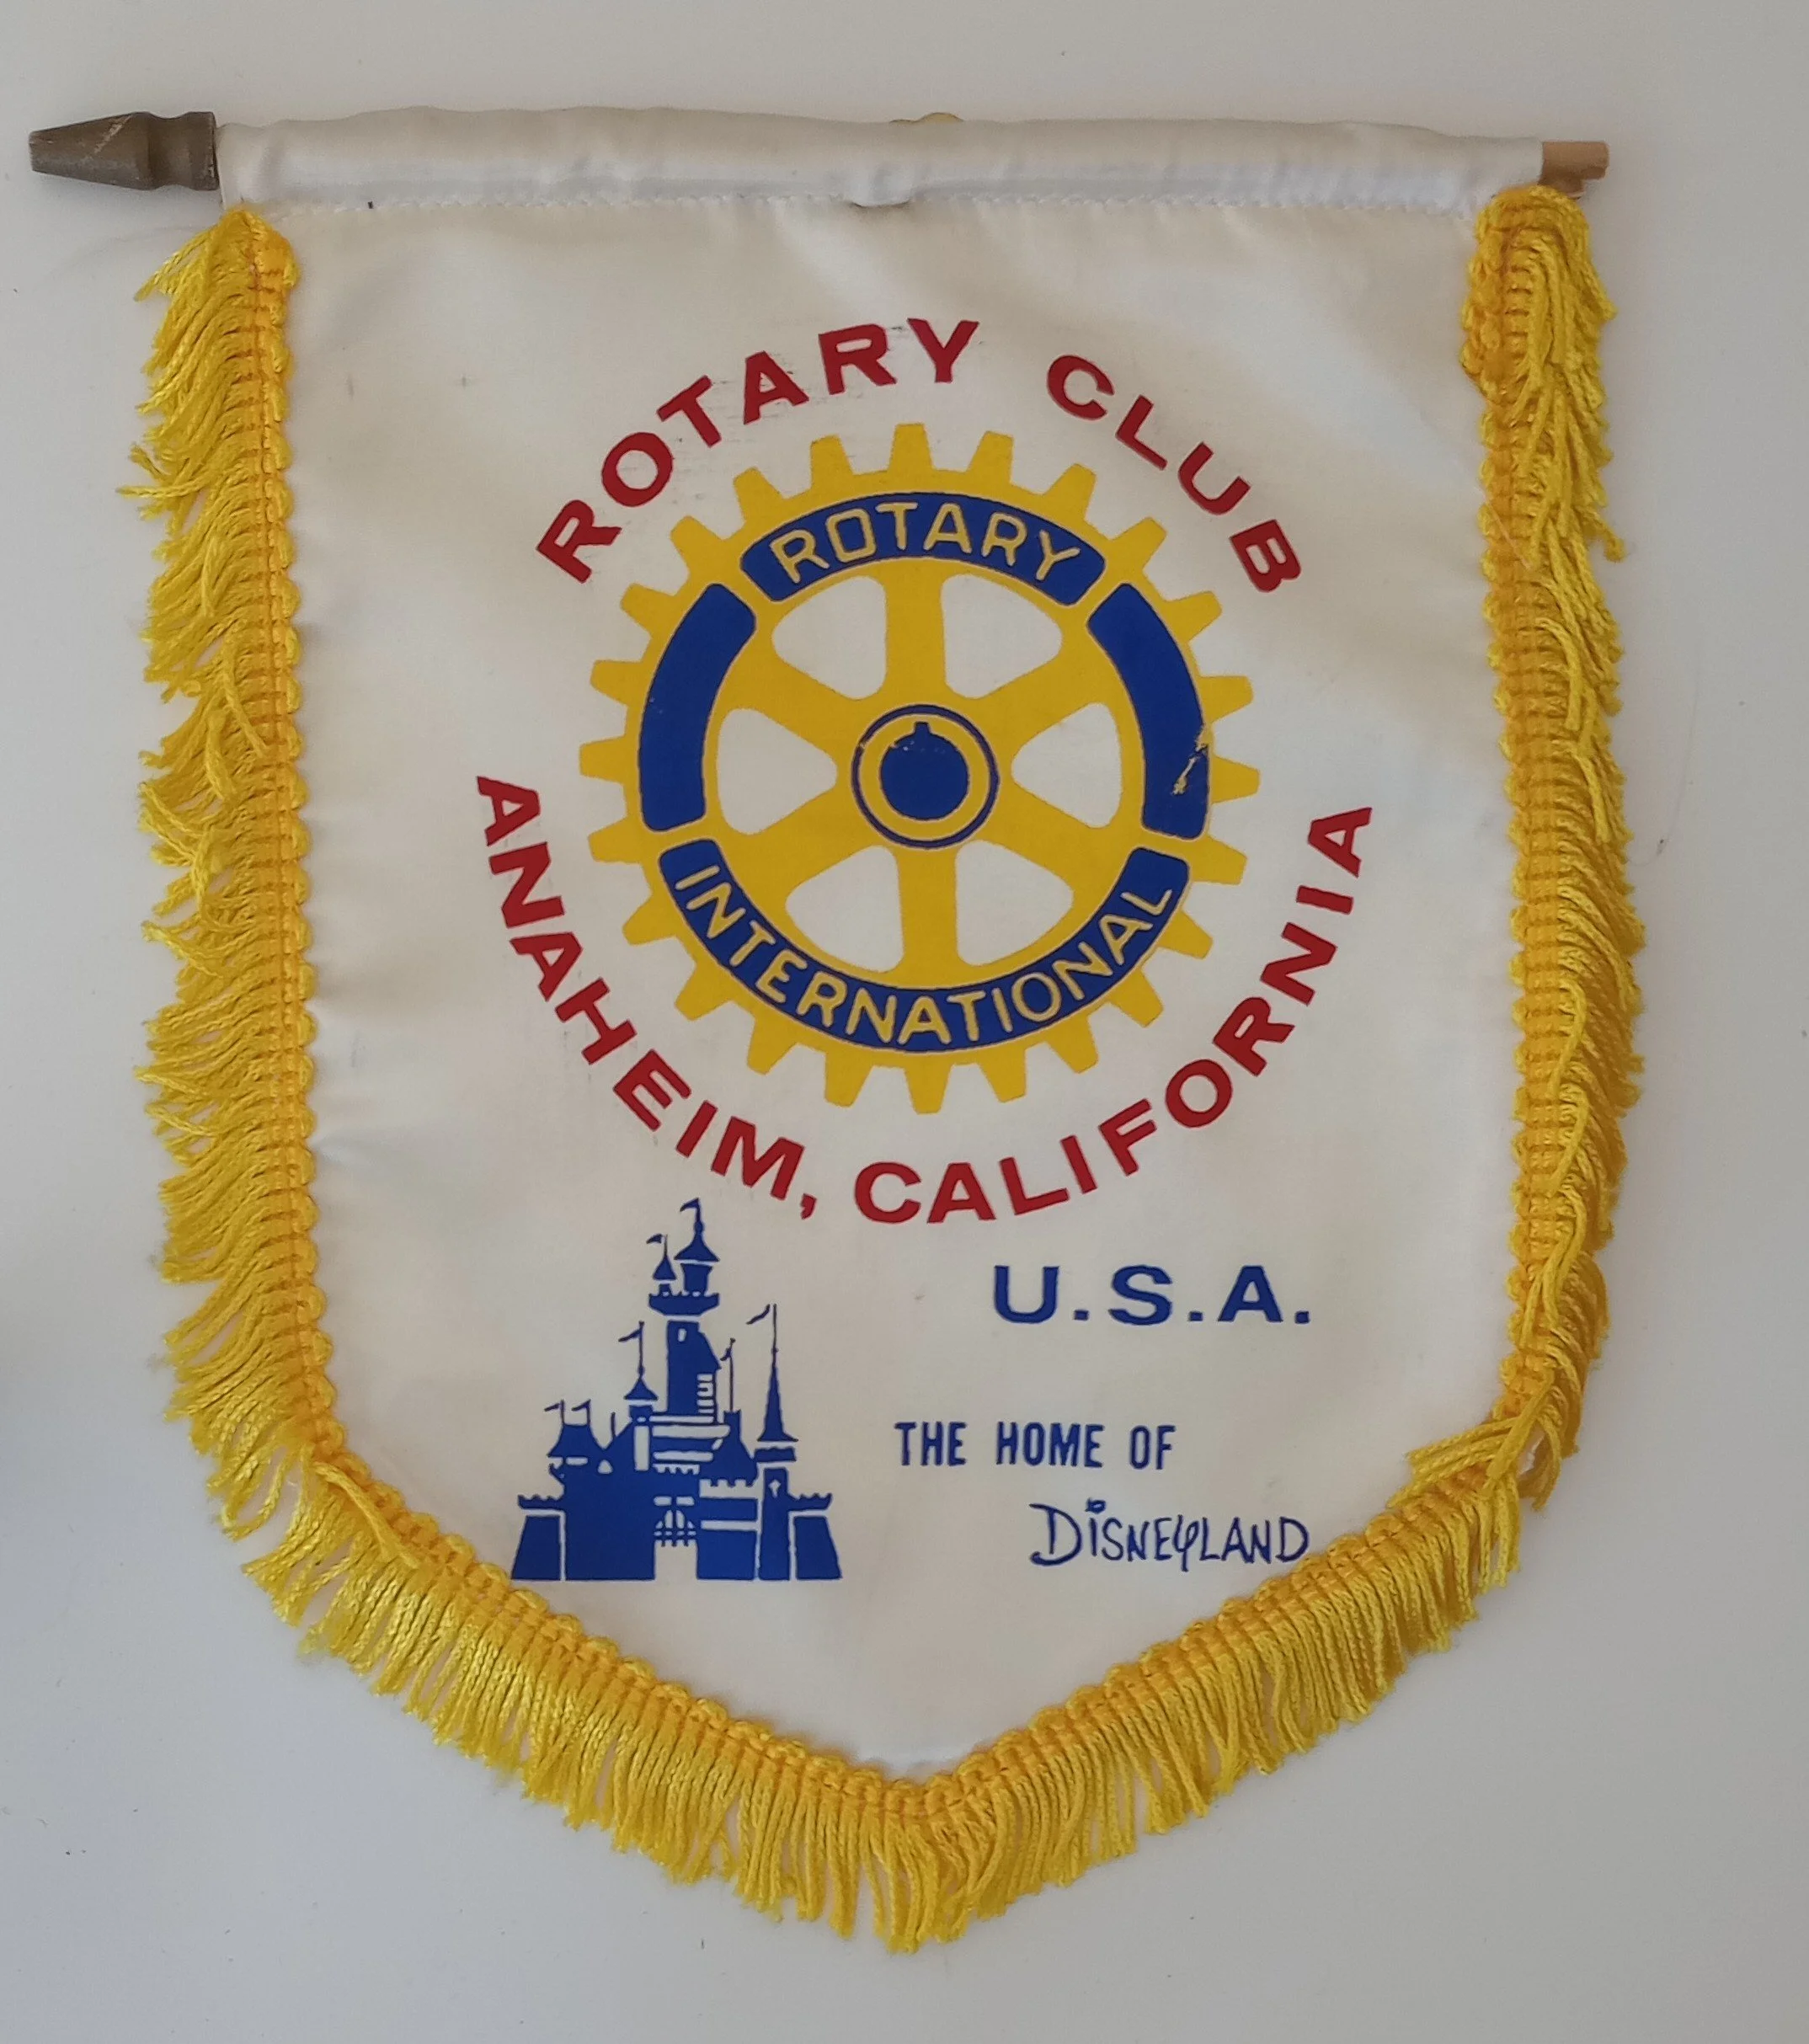 ROTARY CLUB
ROTARY
INTERNATIONAL
ANAHEIM, CALIFORNIA
U.S.A.
THE HOME OF
DiSNEYLAND